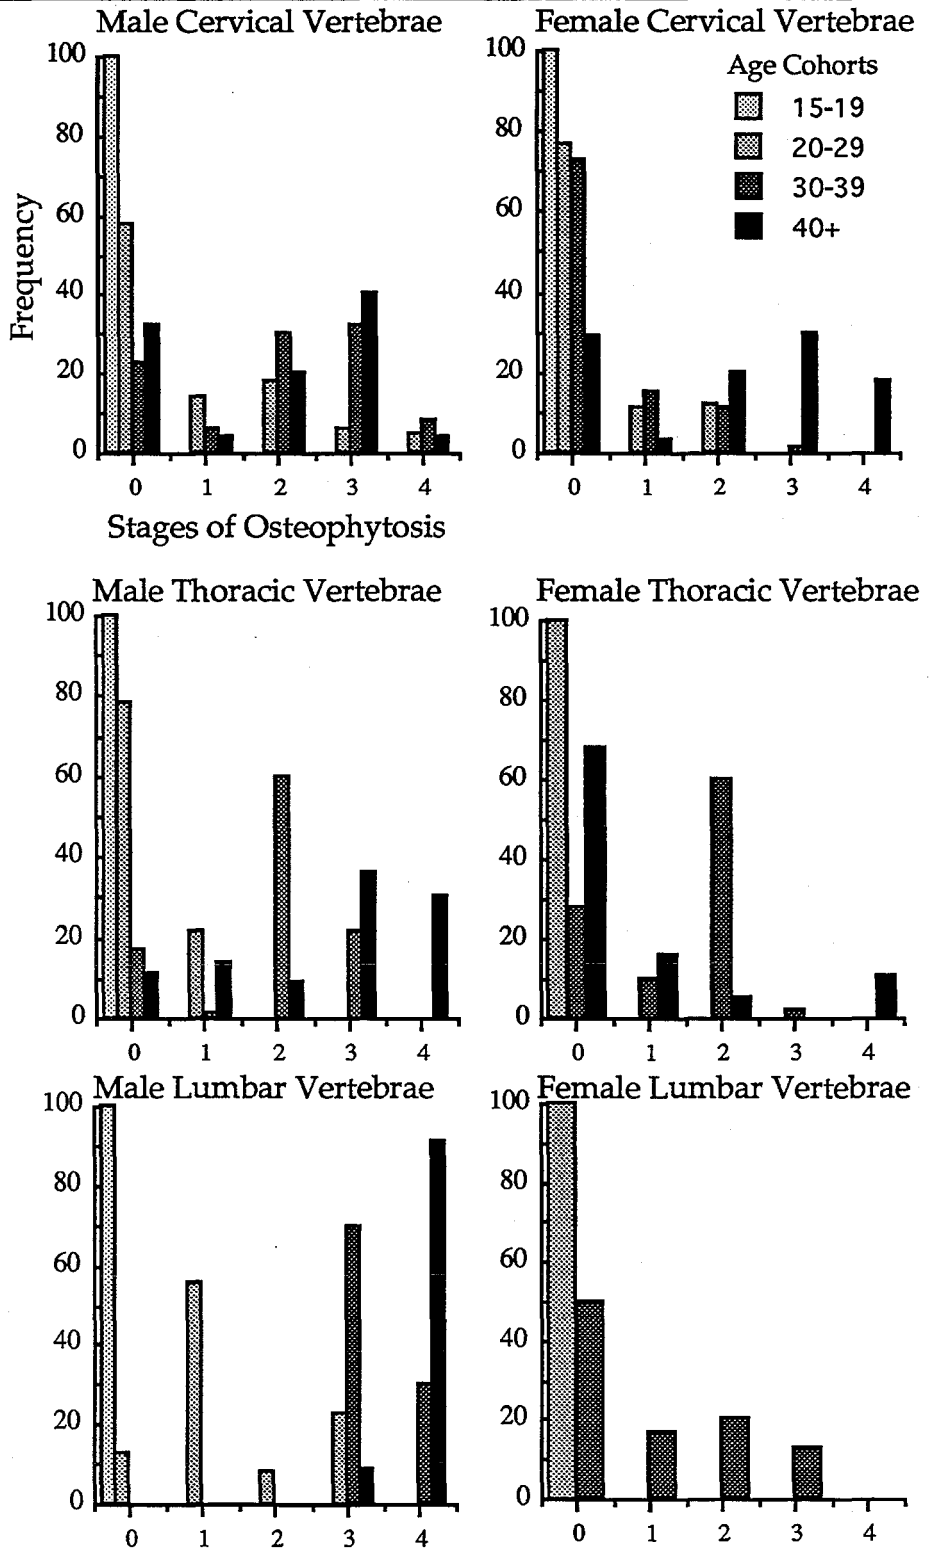 Male Cervical Vertebrae
100
80
60
40
20
0
Frequency
0 1 2 3 4
Stages of Osteophytosis
Female Cervical Vertebrae
100
80
60
40
20
0
Age Cohorts
15-19
20-29
30-39
40+
0 1 2 3 4
Male Thoracic Vertebrae
100
80
60
40
20
0
0 1 2 3 4
Female Thoracic Vertebrae
100
80
60
40
20
0
0 1 2 3 4
Male Lumbar Vertebrae
100
80
60
40
20
0
0 1 2 3 4
Female Lumbar Vertebrae
100
80
60
40
20
0
0 1 2 3 4